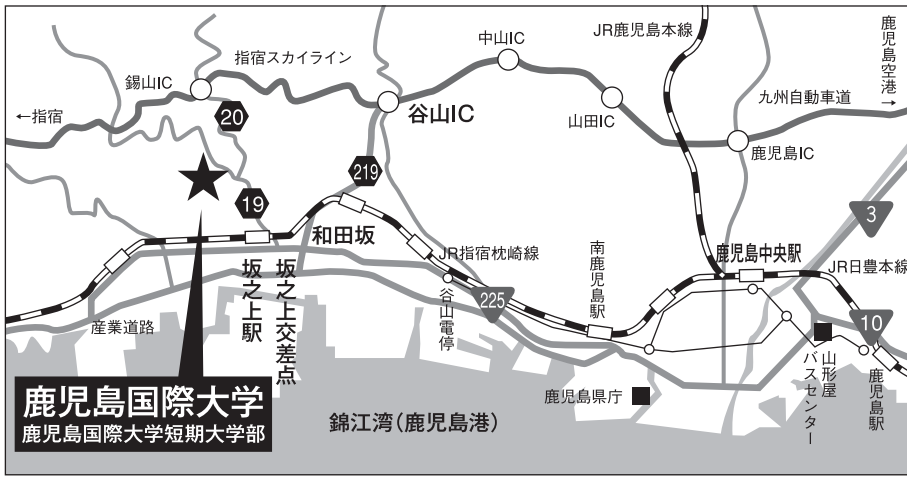 JR鹿児島本線
鹿児島空港
→
中山IC
指宿スカイライン
錫山IC
←指宿
20
谷山IC
山田IC
九州自動車道
鹿児島IC
219
19
3
和田坂
JR指宿枕崎線
南鹿児島駅
鹿児島中央駅
JR日豊本線
坂之上駅
坂之上交差点
谷山電停
225
10
産業道路
山形屋
バスセンター
鹿児島駅
鹿児島国際大学
鹿児島国際大学短期大学部
鹿児島県庁
錦江湾(鹿児島港)